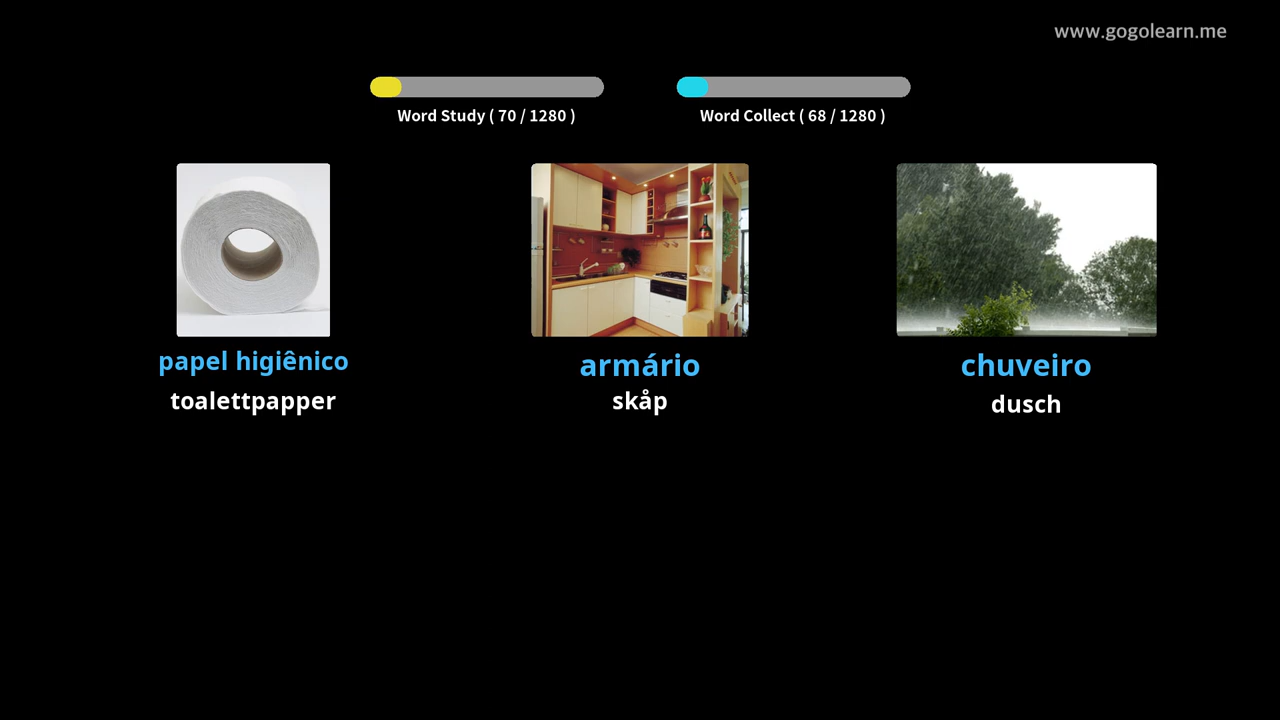 www.gogolearn.me
Word Study ( 70 / 1280 )
Word Collect ( 68 / 1280 )
papel higiênico
armário
chuveiro
toalettpapper
skåp
dusch